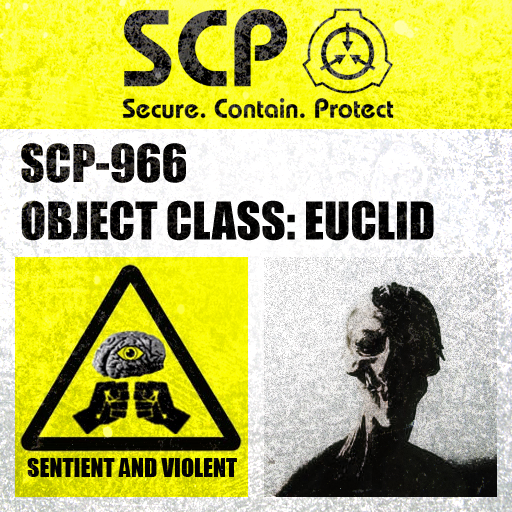 SCP
Secure. Contain. Protect
SCP-966
OBJECT CLASS: EUCLID
SENTIENT AND VIOLENT